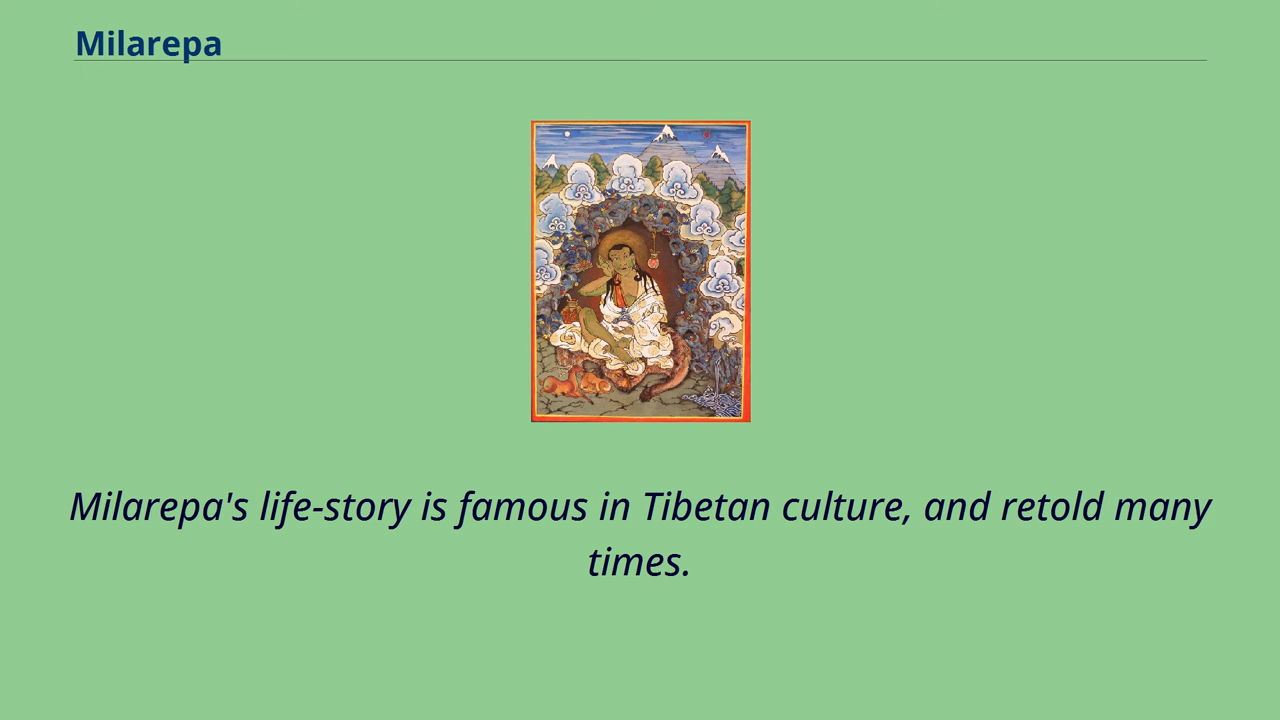 Milarepa
Milarepa's life-story is famous in Tibetan culture, and retold many
times.